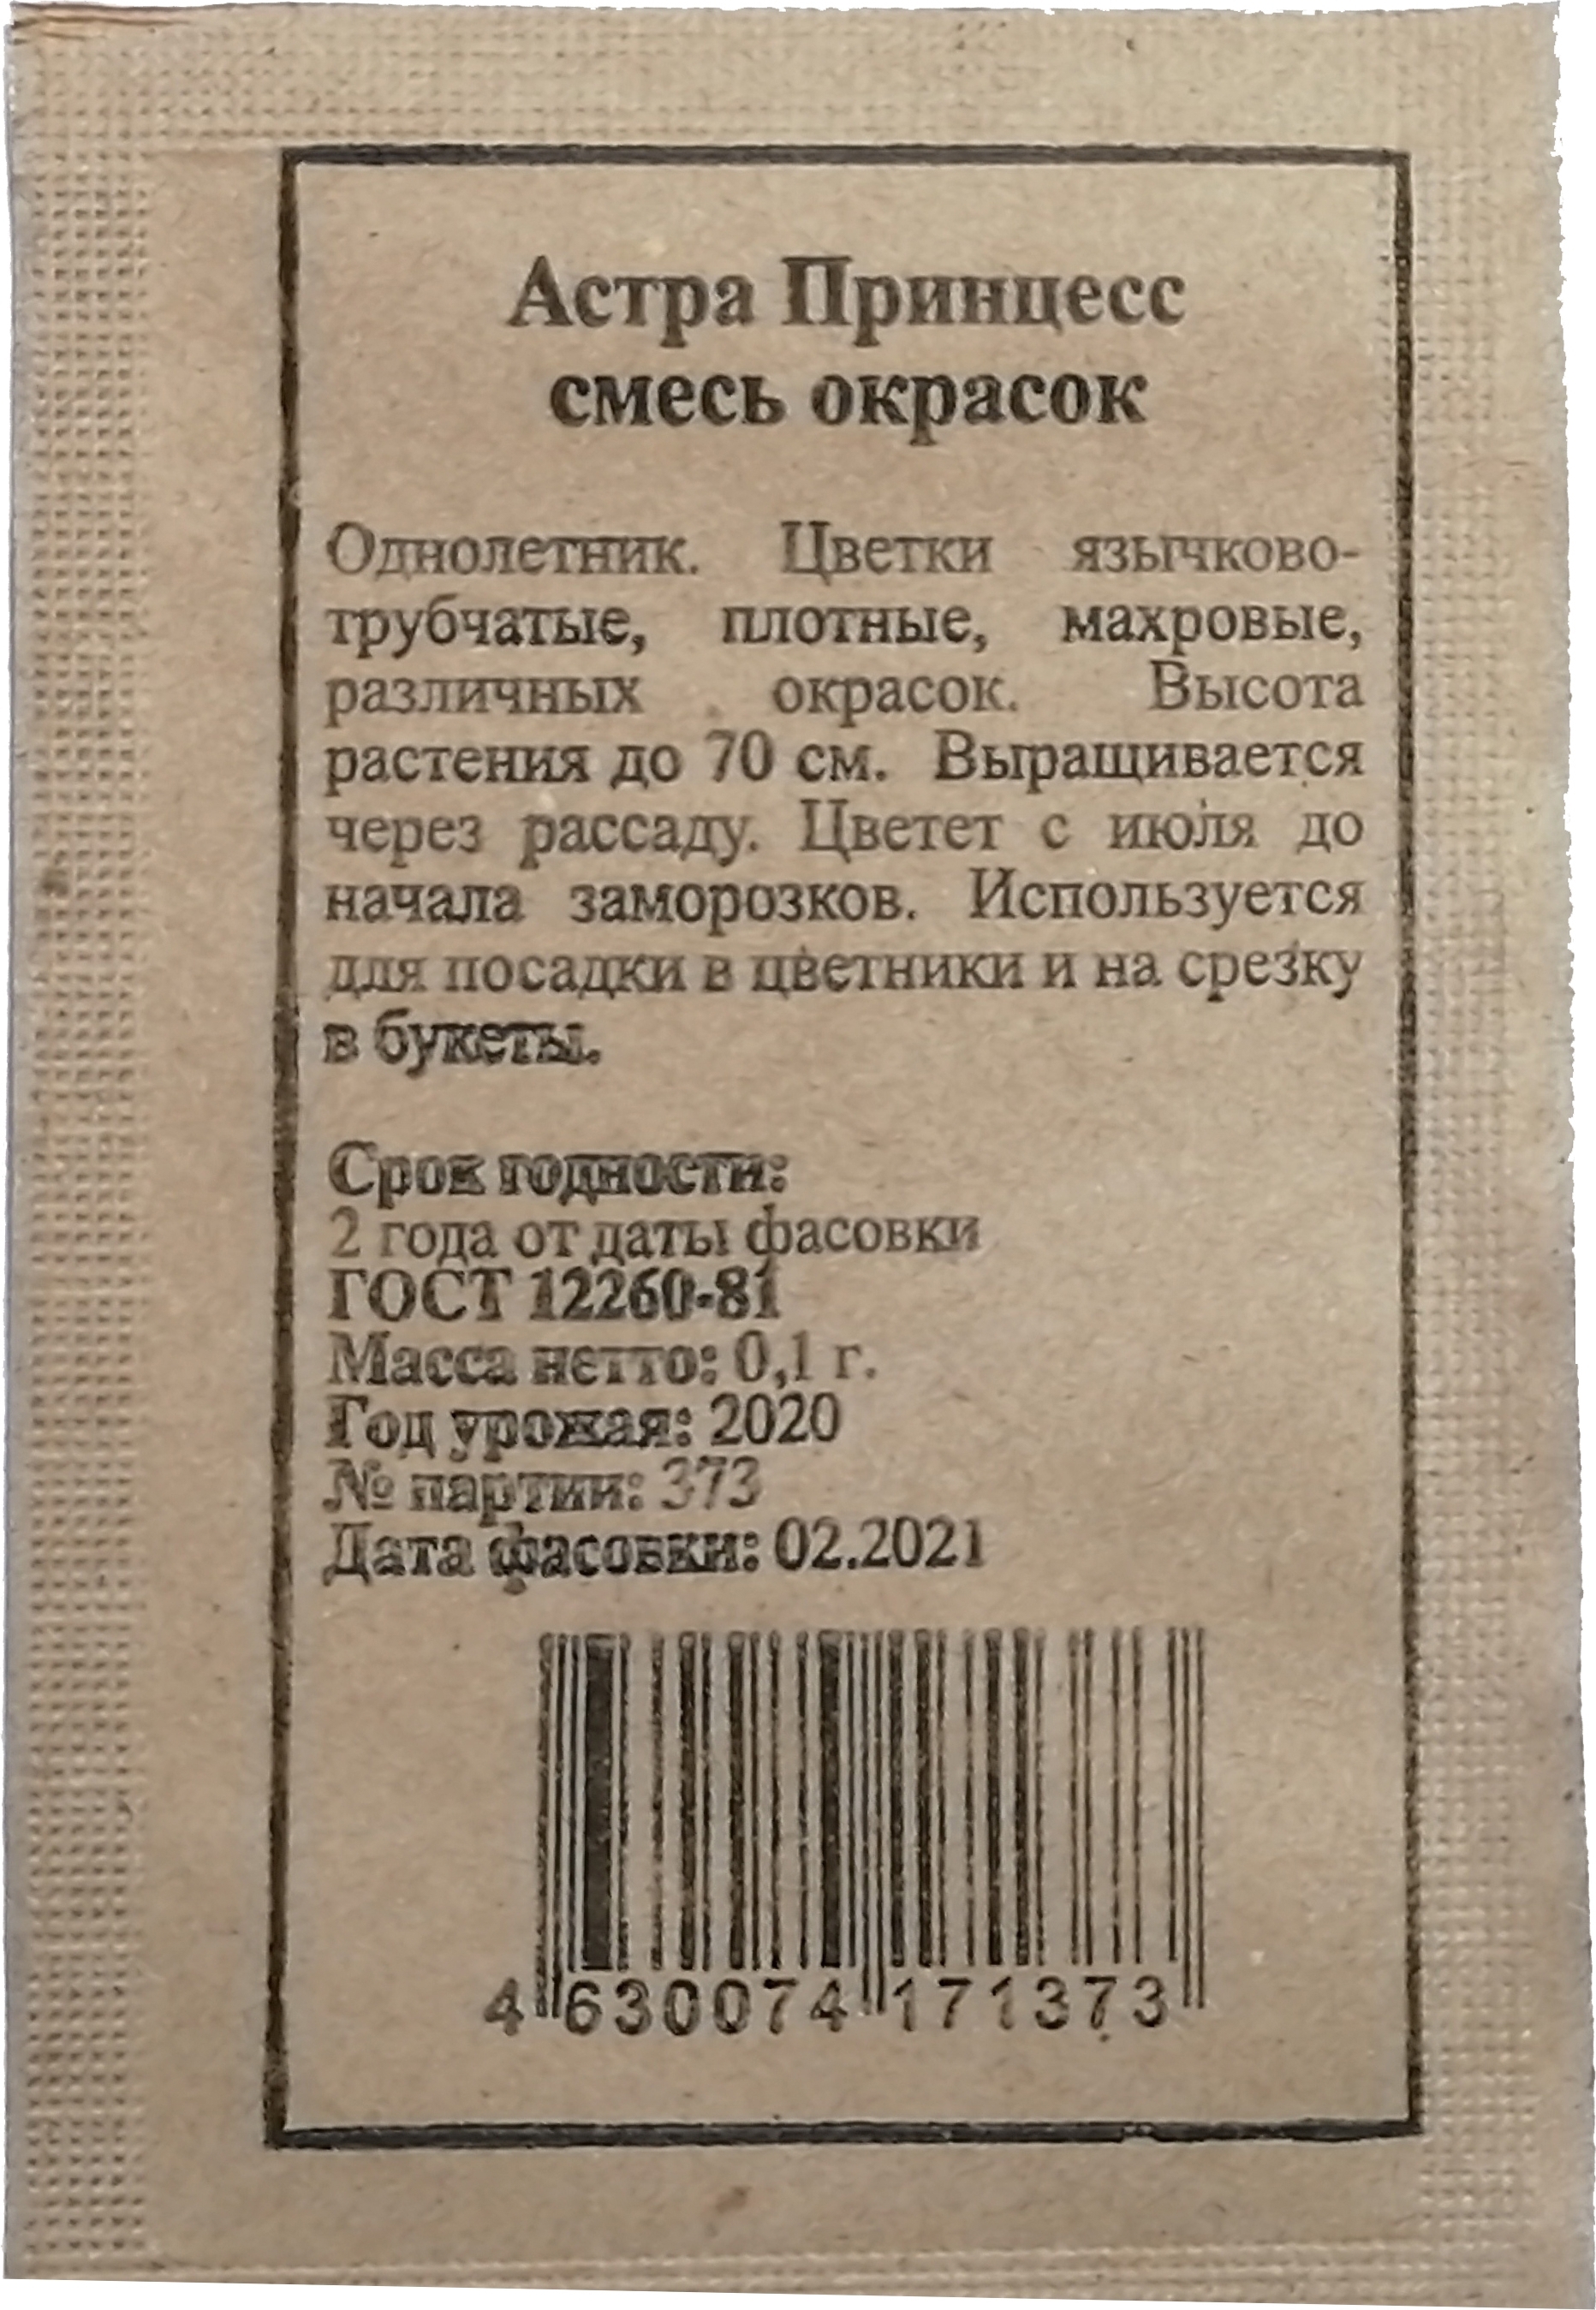 Астра Принцесс
смесь окрасок
Однолетник. Цветки язычково-
трубчатые, плотные, махровые,
различных окрасок. Высота
растения до 70 см. Выращивается
через рассаду. Цветет с июля до
начала заморозков. Используется
для посадки в цветники и на срезку
в букеты.
Срок годности:
2 года от даты фасовки
ГОСТ 12260-81
Масса нетто: 0,1 г.
Год урожая: 2020
№ партии: 373
Дата фасовки: 02.2021
4 630074 171373